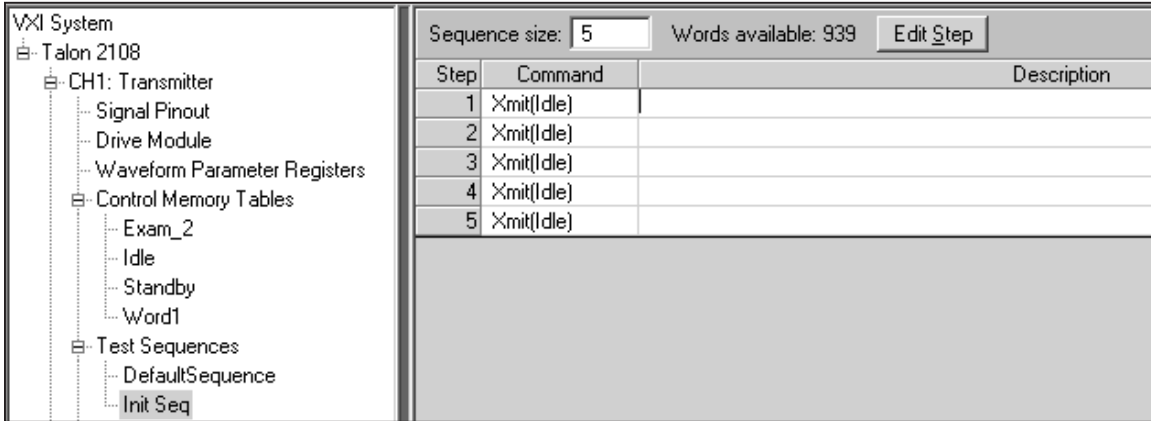 VXI System
Talon 2108
CH1: Transmitter
Signal Pinout
Drive Module
Waveform Parameter Registers
Control Memory Tables
Exam_2
Idle
Standby
Word1
Test Sequences
DefaultSequence
Init Seq
Sequence size: 5 Words available: 939 Edit Step
Step Command Description
1 Xmit(Idle)
2 Xmit(Idle)
3 Xmit(Idle)
4 Xmit(Idle)
5 Xmit(Idle)